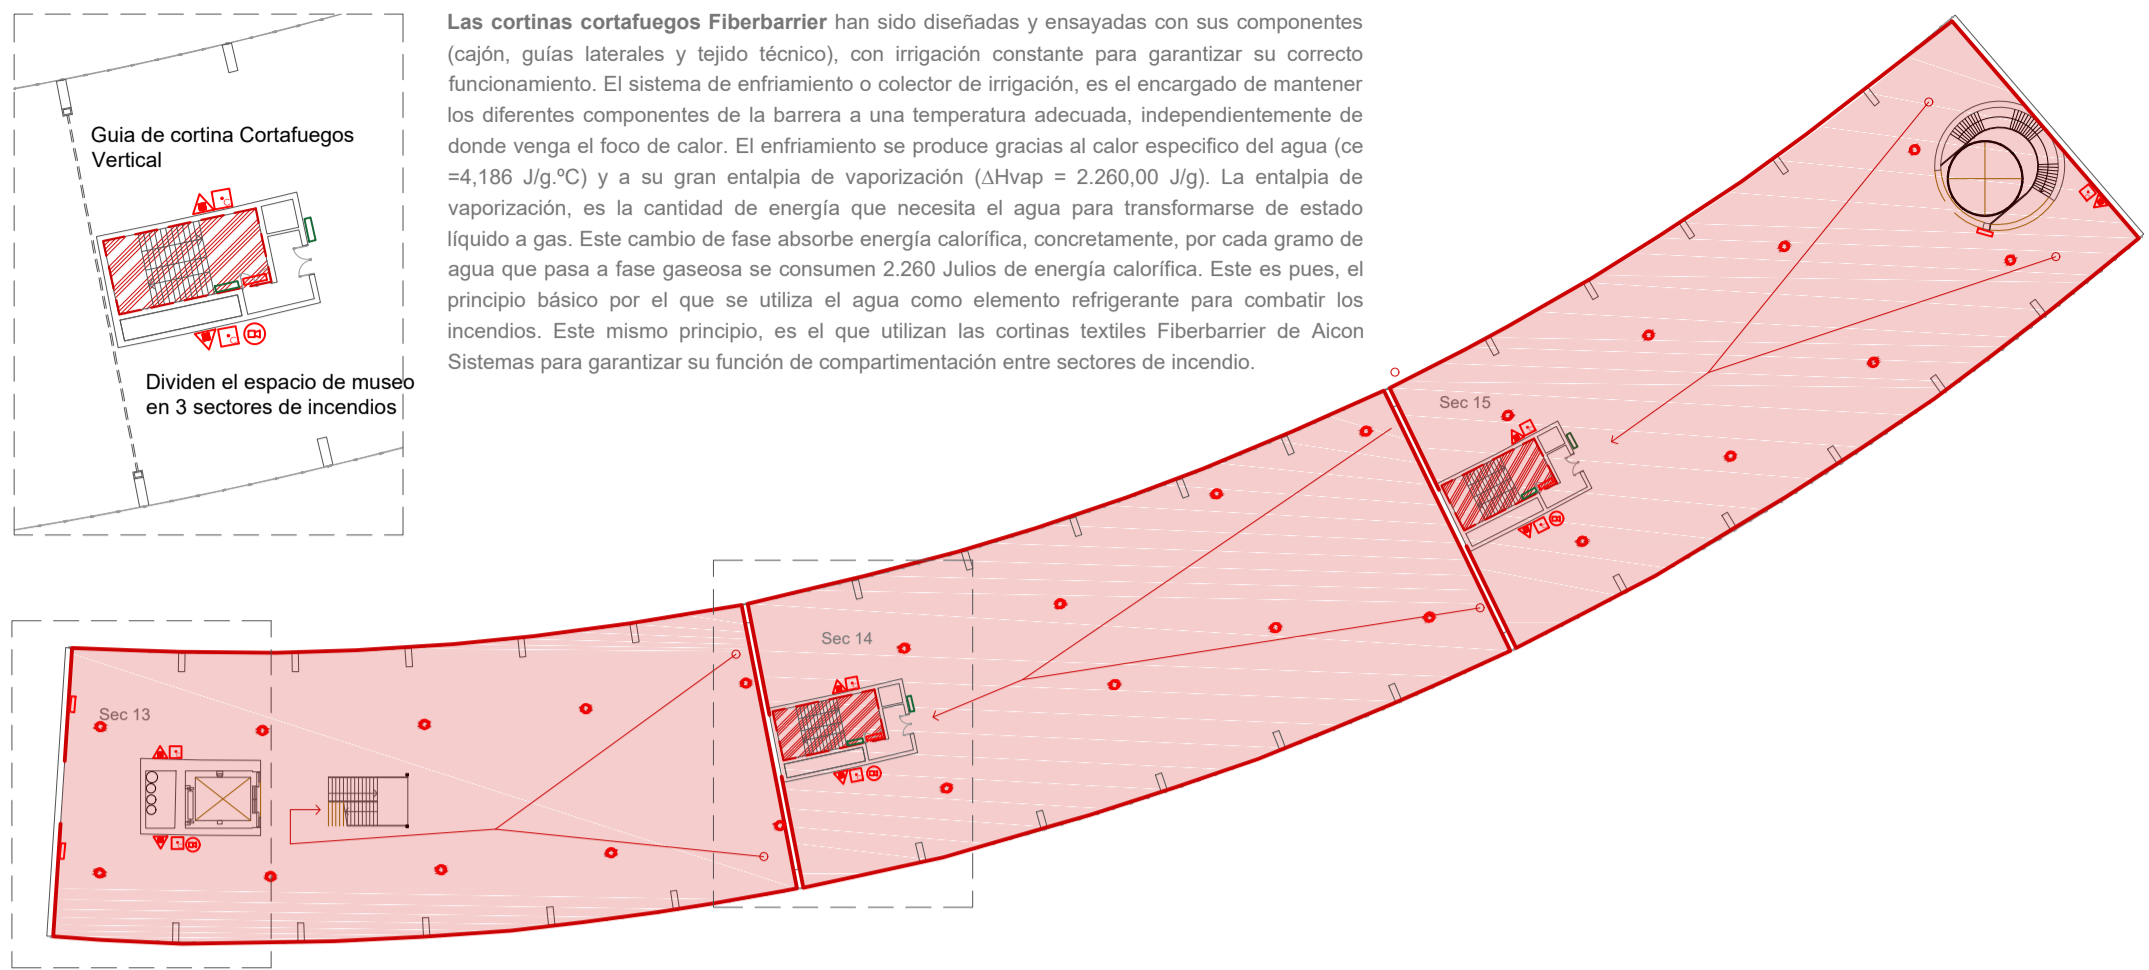 Las cortinas cortafuegos Fiberbarrier han sido diseñadas y ensayadas con sus componentes
(cajón, guías laterales y tejido técnico), con irrigación constante para garantizar su correcto
funcionamiento. El sistema de enfriamiento o colector de irrigación, es el encargado de mantener
los diferentes componentes de la barrera a una temperatura adecuada, independientemente de
donde venga el foco de calor. El enfriamiento se produce gracias al calor especifico del agua (ce
=4,186 J/g.ºC) y a su gran entalpia de vaporización (∆Hvap = 2.260,00 J/g). La entalpia de
vaporización, es la cantidad de energía que necesita el agua para transformarse de estado
líquido a gas. Este cambio de fase absorbe energía calorífica, concretamente, por cada gramo de
agua que pasa a fase gaseosa se consumen 2.260 Julios de energía calorífica. Este es pues, el
principio básico por el que se utiliza el agua como elemento refrigerante para combatir los
incendios. Este mismo principio, es el que utilizan las cortinas textiles Fiberbarrier de Aicon
Sistemas para garantizar su función de compartimentación entre sectores de incendio.
Guia de cortina Cortafuegos
Vertical
Dividen el espacio de museo
en 3 sectores de incendios
Sec 15
Sec 14
Sec 13